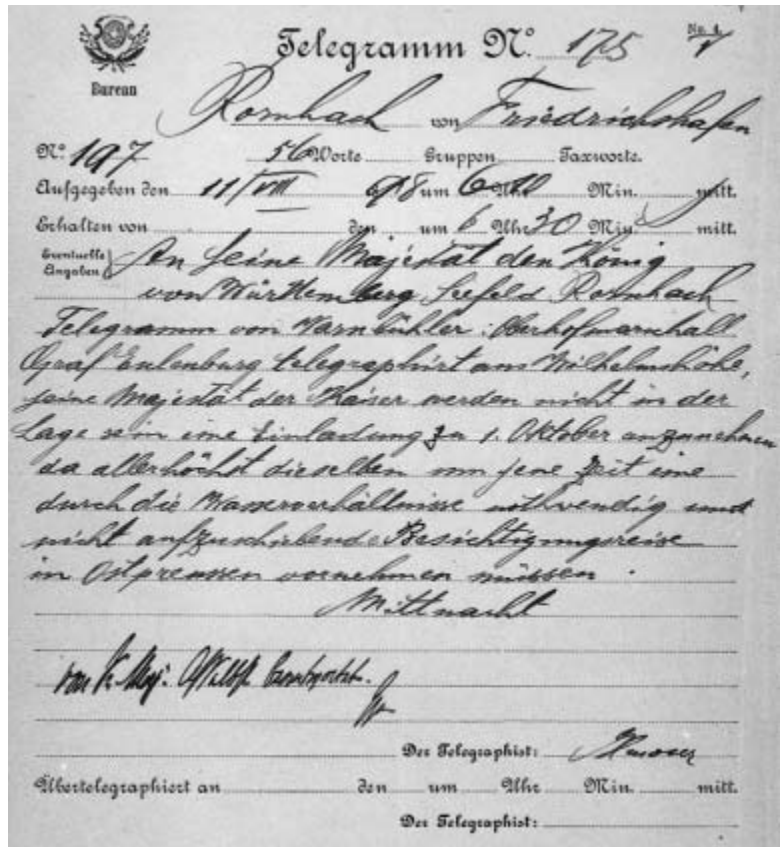 Telegramm Nº 175 No. 4.
Bureau
Rorschach von Friedrichshafen
Nº 197 56 Worte Gruppen Taxworte.
Aufgegeben den 11/VIII um 6 Uhr Min. mitt.
Erhalten von den um 6 Uhr 30 Min. mitt.
Eventuelle Angaben An seine Majestät den König
von Württemberg Seefeld Rorschach
Telegramm von Varnbühler: Oberhofmarschall
Graf Eulenburg telegraphirt aus Wilhelmshöhe,
seine Majestät der Kaiser werden nicht in der
Lage sein eine Einladung zu 1. Oktober anzunehmen
da allerhöchst dieselben um jene Zeit eine
durch die Wasserverhältnisse nothwendig und
nicht aufzuschiebende Besichtigungsreise
in Ostpreussen vornehmen müssen.
Mittnacht
von K. Maj:
Der Telegraphist:
Übertelegraphiert an den um Uhr Min. mitt.
Der Telegraphist: